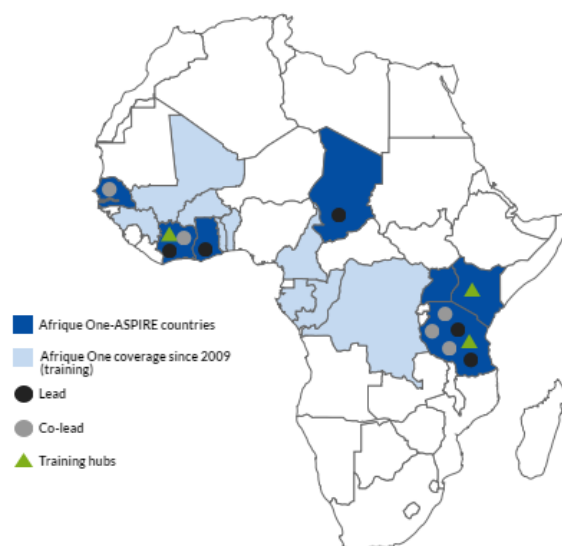 Afrique One-ASPIRE countries
Afrique One coverage since 2009
(training)
Lead
Co-lead
Training hubs